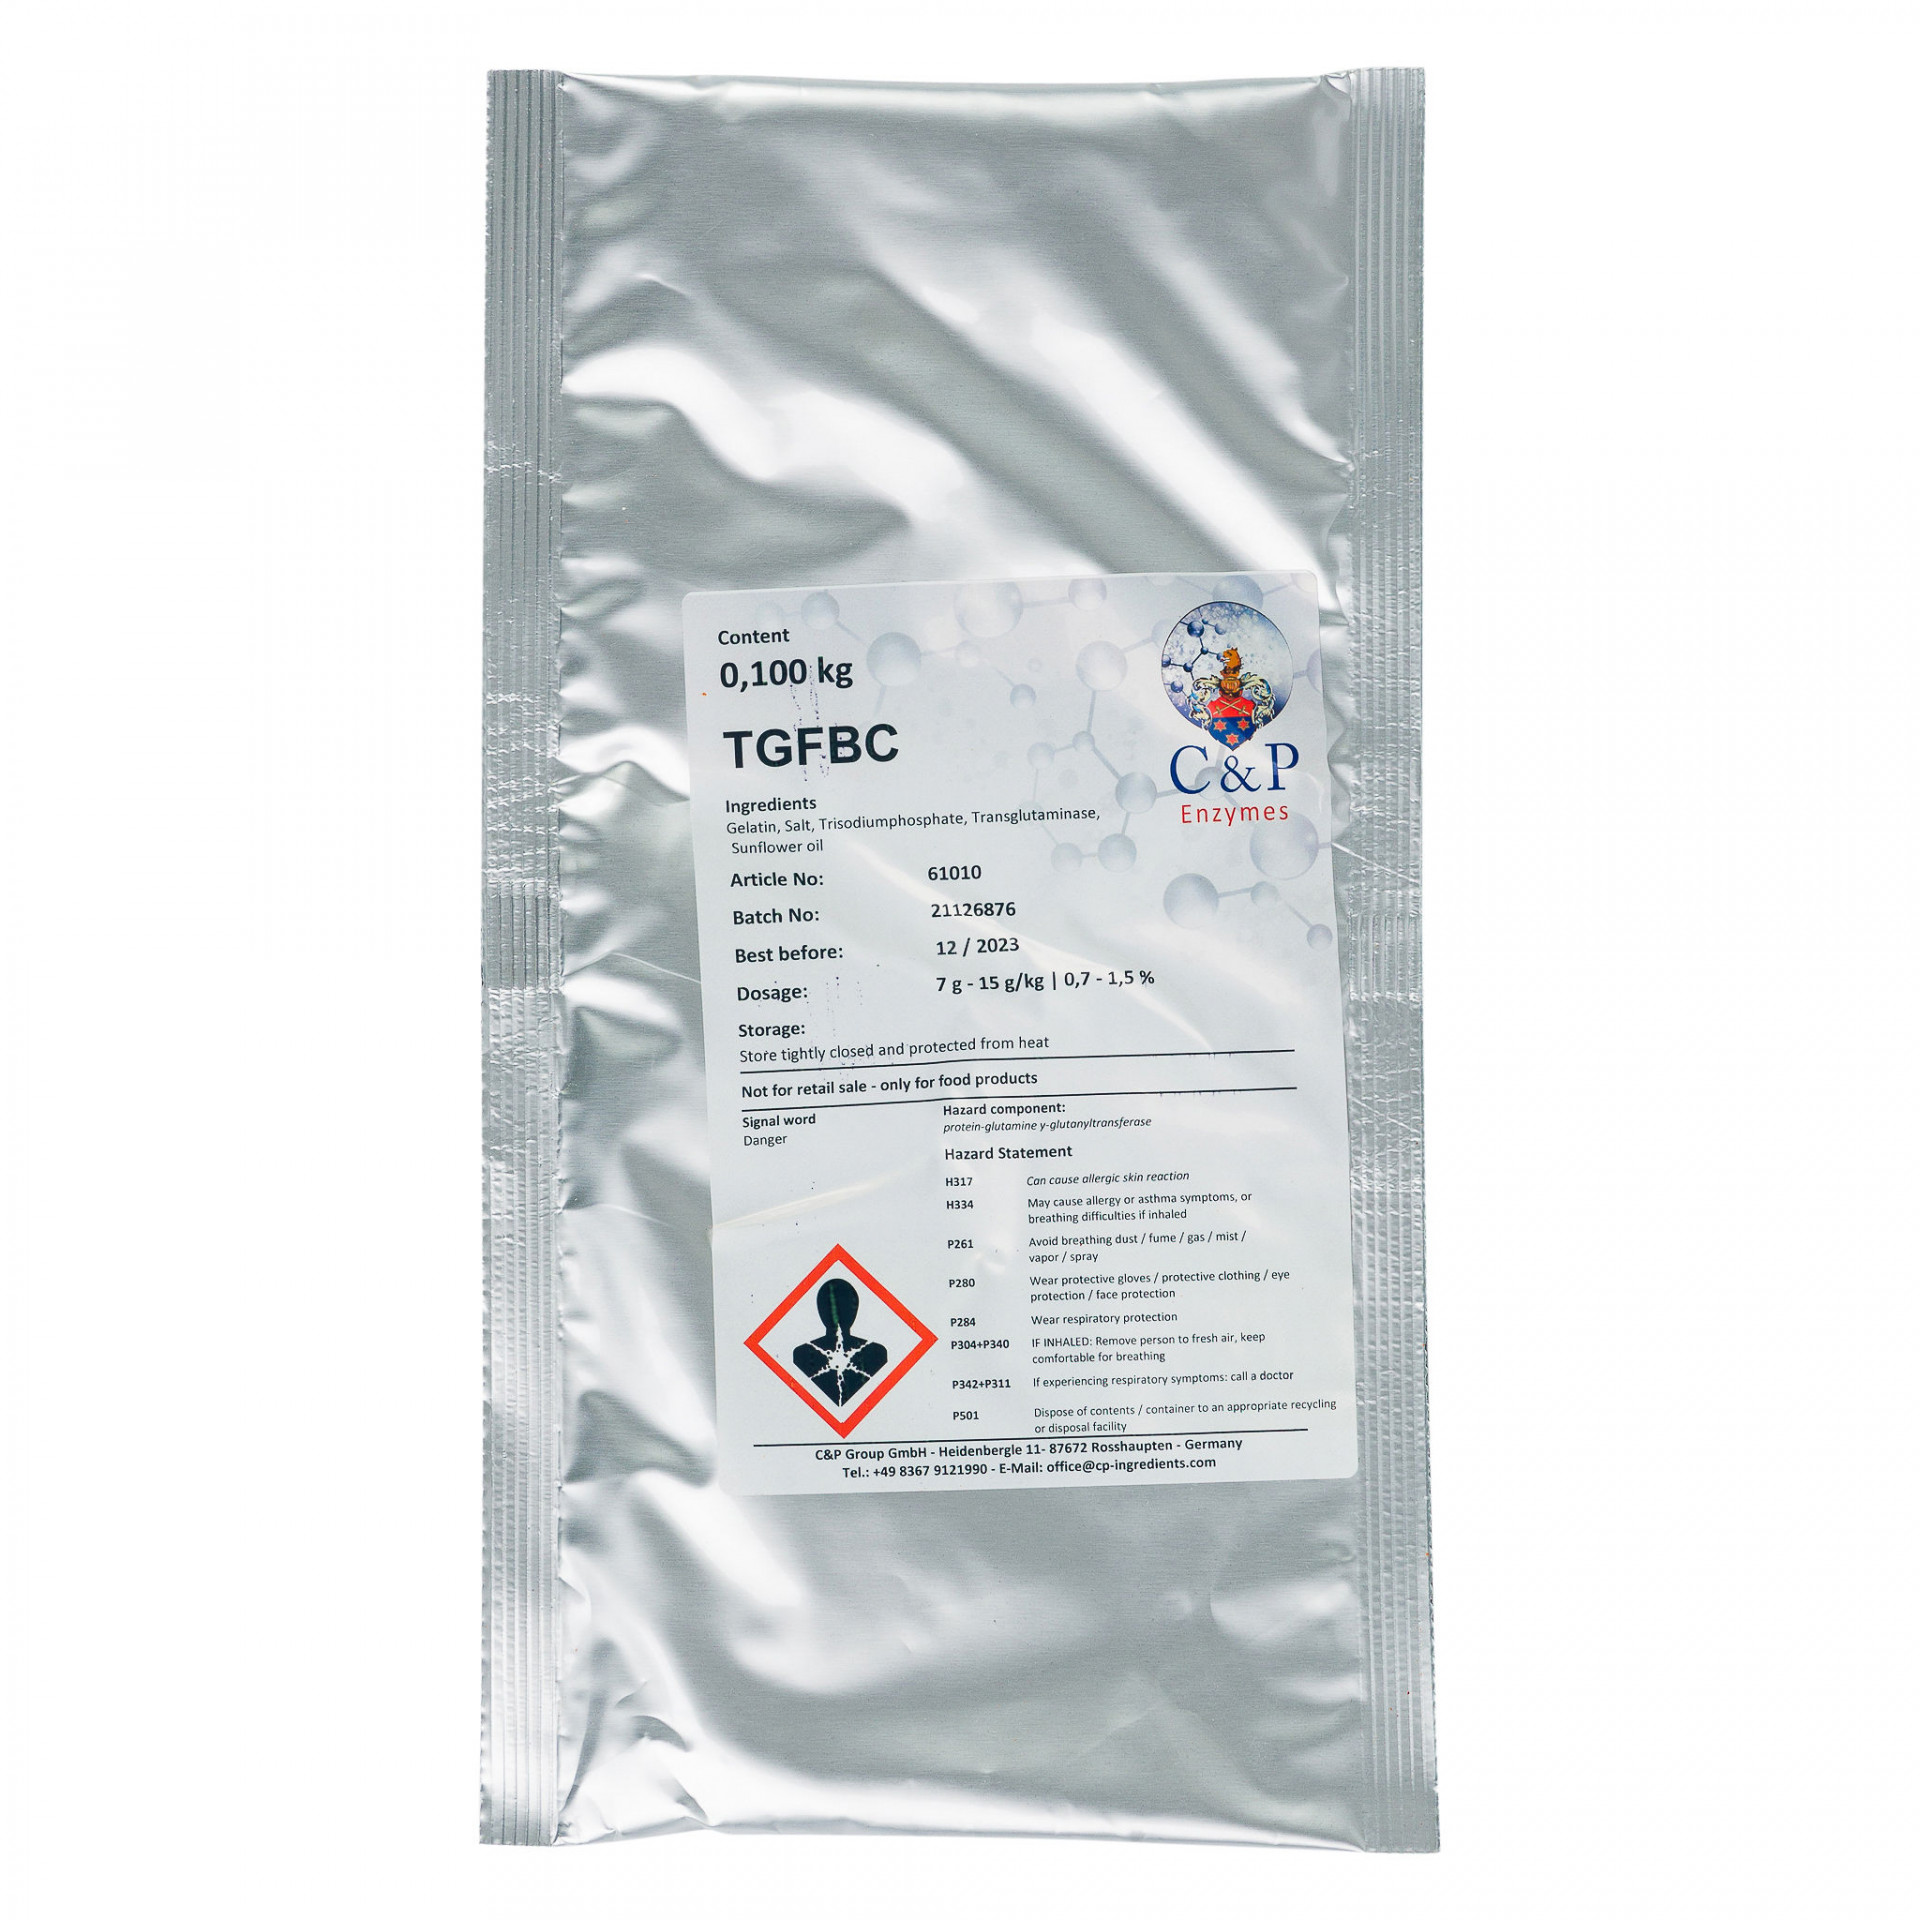 Content
0,100 kg
TGFBC
C & P
Enzymes
Ingredients
Gelatin, Salt, Trisodiumphosphate, Transglutaminase,
Sunflower oil
Article No: 61010
Batch No: 21126876
Best before: 12 / 2023
Dosage: 7 g - 15 g/kg | 0,7 - 1,5 %
Storage:
Store tightly closed and protected from heat
Not for retail sale - only for food products
Signal word
Danger
Hazard component:
protein-glutamine y-glutanyltransferase
Hazard Statement
H317 Can cause allergic skin reaction
H334 May cause allergy or asthma symptoms, or
breathing difficulties if inhaled
P261 Avoid breathing dust / fume / gas / mist /
vapor / spray
P280 Wear protective gloves / protective clothing / eye
protection / face protection
P284 Wear respiratory protection
P304+P340 IF INHALED: Remove person to fresh air, keep
comfortable for breathing
P342+P311 If experiencing respiratory symptoms: call a doctor
P501 Dispose of contents / container to an appropriate recycling
or disposal facility
C&P Group GmbH - Heidenbergle 11- 87672 Rosshaupten - Germany
Tel.: +49 8367 9121990 - E-Mail: office@cp-ingredients.com